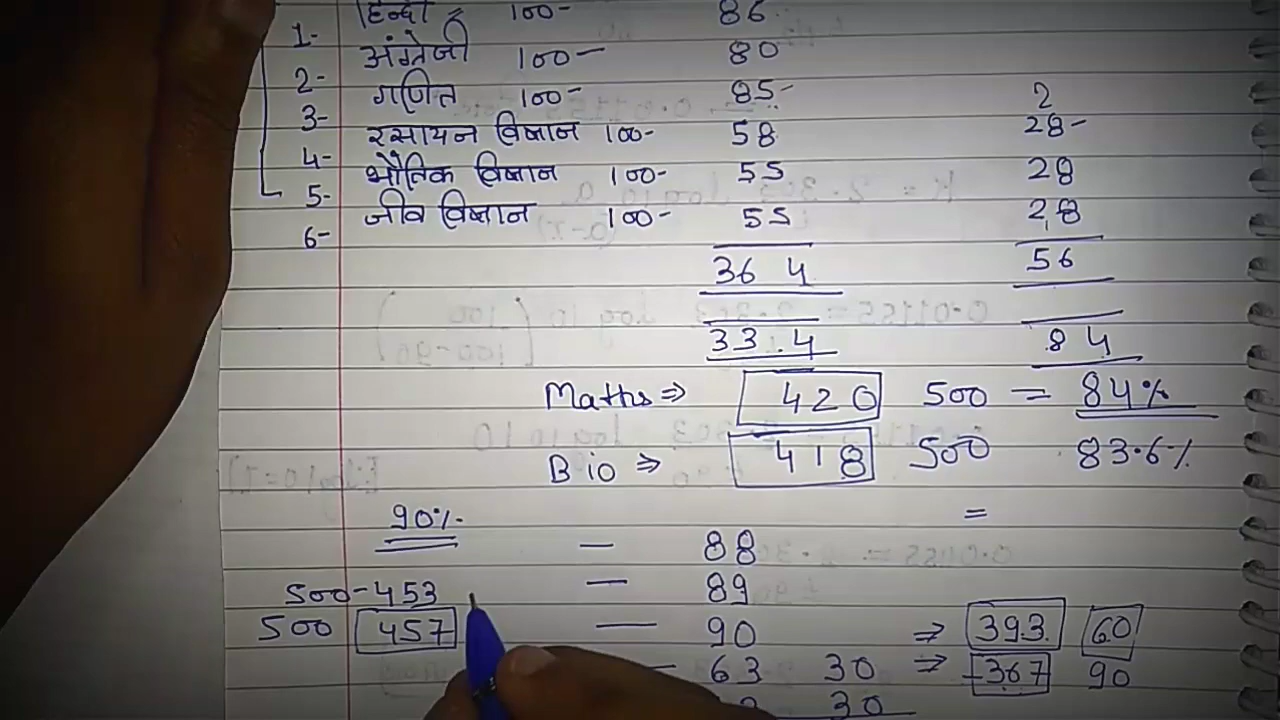 हिन्दी 100- 86
1- अंग्रेजी 100- 80
2- गणित 100- 85- 2
3- रसायन विज्ञान 100- 58 28-
4- भौतिक विज्ञान 100- 55 28
5- जीव विज्ञान 100- 55 28
6-
364 56
33.4 84
Maths ⇒ 420 500 = 84%
Bio ⇒ 418 500 83.6%
90% =
— 88
500-453 — 89
500 457 — 90 ⇒ 393 60
— 63 30 ⇒ 367 90
30